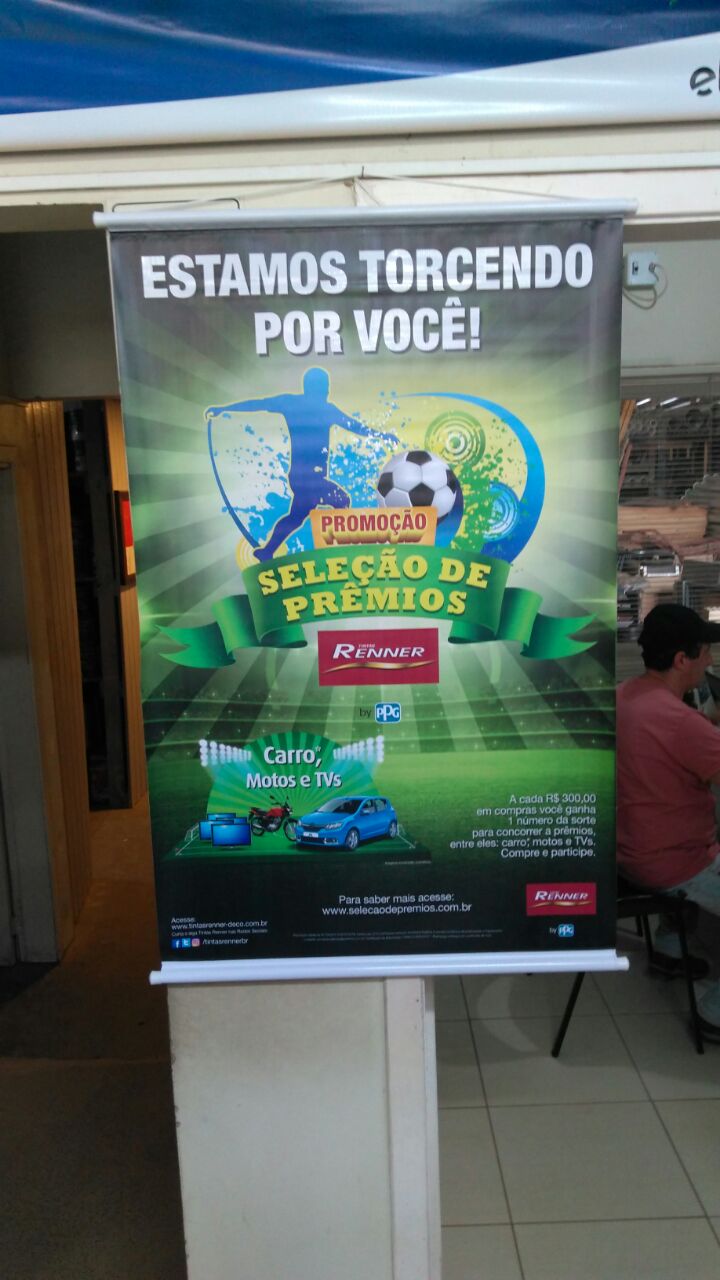 el
ESTAMOS TORCENDO
POR VOCÊ!
PROMOÇÃO
SELEÇÃO DE
PRÊMIOS
TINTAS
RENNER
by PPG
Carro*,
Motos e TVs
A cada R$ 300,00
em compras você ganha
1 número da sorte
para concorrer a prêmios,
entre eles: carro*, motos e TVs.
Compre e participe.
Para saber mais acesse:
www.selecaodepremios.com.br
RENNER
by PPG
Acesse:
www.tintasrenner-deco.com.br
Curta e siga Tintas Renner nas Redes Sociais
/tintasrennerbr